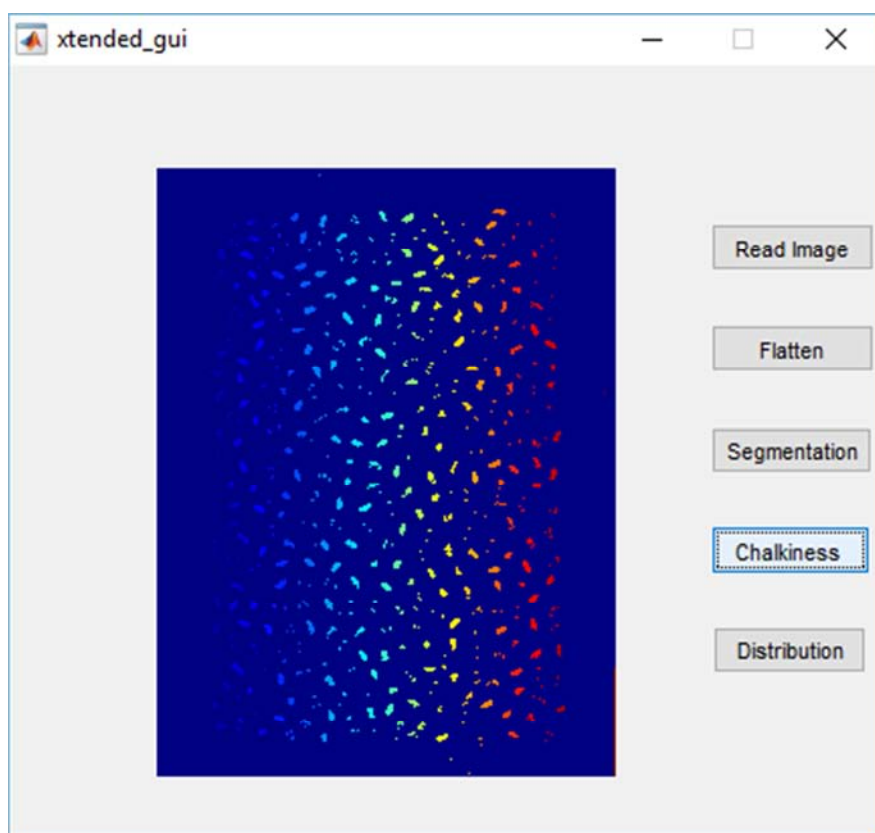 xtended_gui
Read Image
Flatten
Segmentation
Chalkiness
Distribution